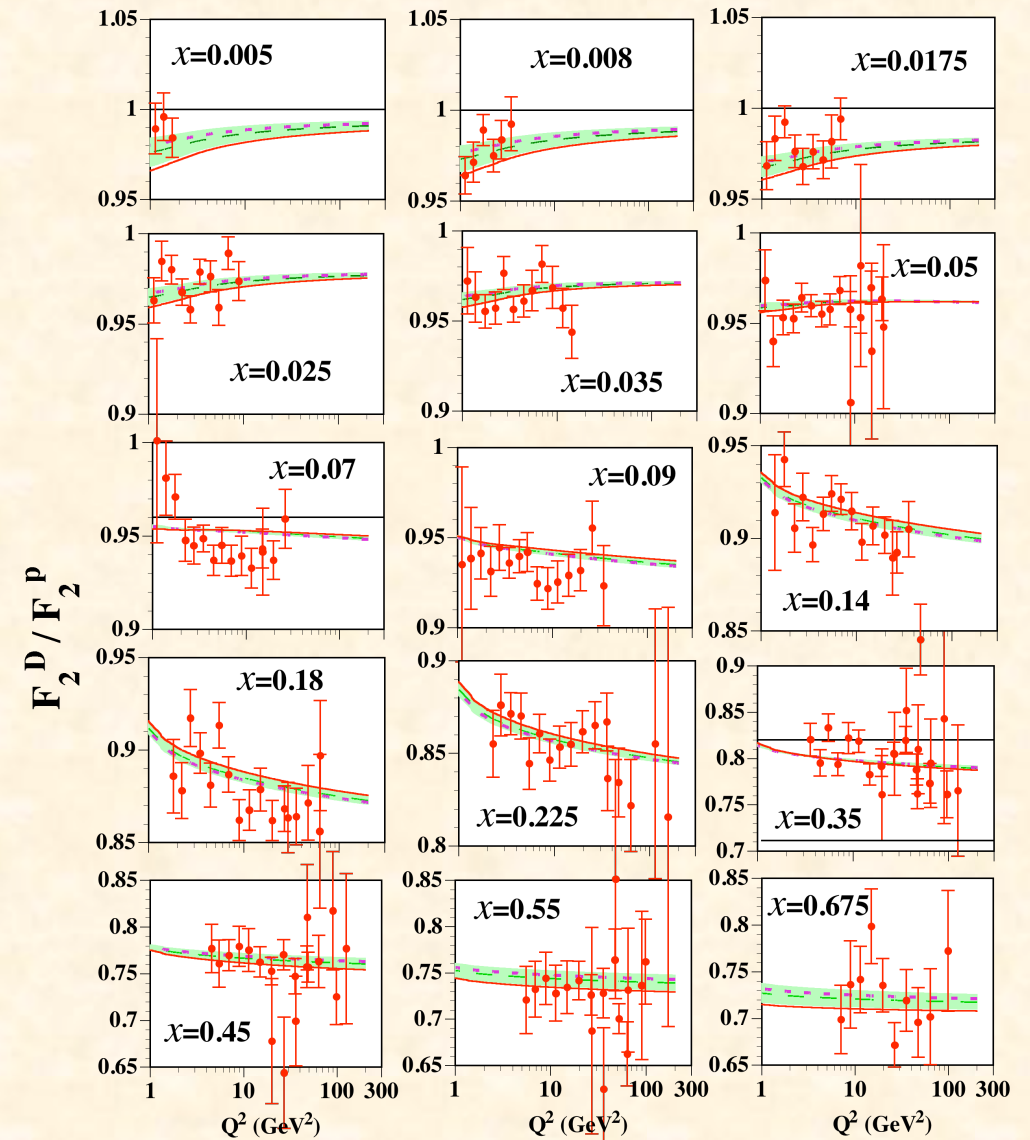 1.05 1.05 1.05
x=0.005 x=0.008 x=0.0175
1 1 1
0.95 0.95 0.95
1 1 1
x=0.05
0.95 0.95 0.95
x=0.025 x=0.035
0.9 0.9 0.9
1 1 0.95
x=0.07 x=0.09
0.95 0.95 0.9
x=0.14
0.9 0.9 0.85
F2D / F2p
0.95 0.9 0.9
x=0.18
0.85
0.9 0.85 0.8
x=0.225 x=0.35
0.75
0.85 0.8 0.7
0.85 0.85 0.85
x=0.55 x=0.675
0.8 0.8 0.8
0.75 0.75 0.75
0.7 0.7 0.7
x=0.45
0.65 0.65 0.65
1 10 100 300 1 10 100 300 1 10 100 300
Q2 (GeV2) Q2 (GeV2) Q2 (GeV2)